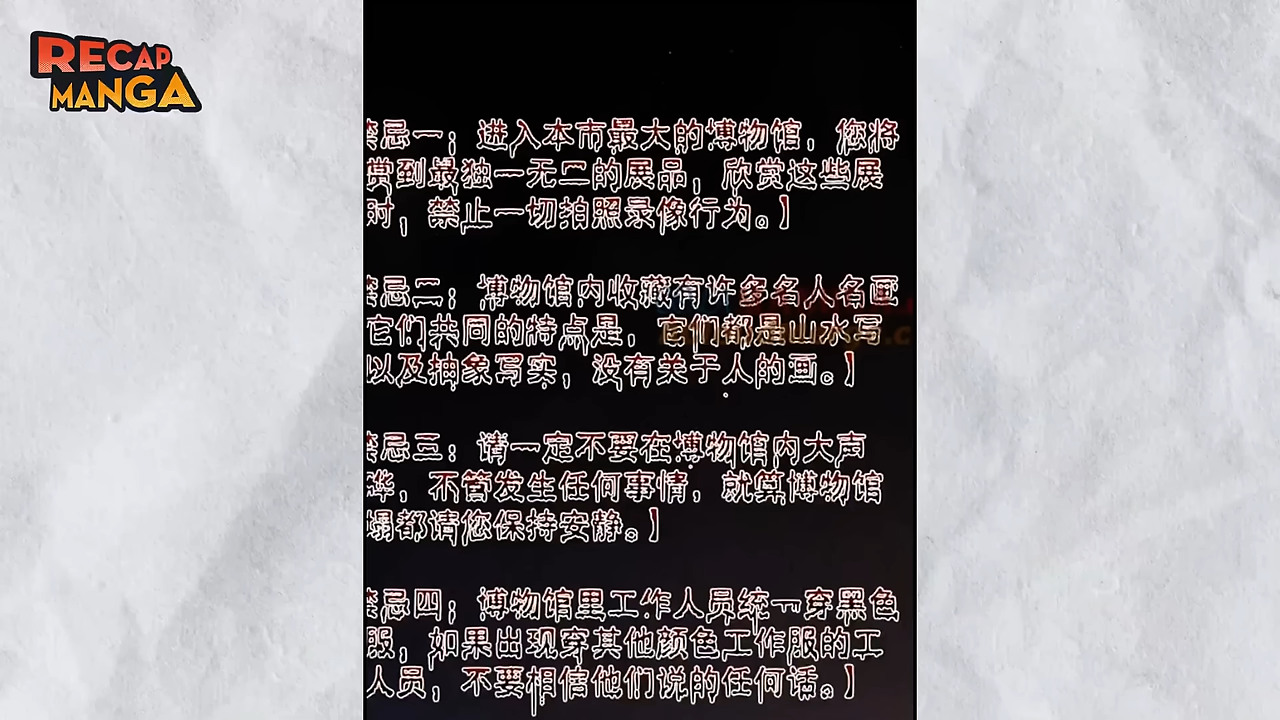 RECAP
MANGA
忌一：进入本市最大的博物馆，您将
赏到最独一无二的展品，欣赏这些展
时，禁止一切拍照录像行为。】
忌二：博物馆内收藏有许多名人名画
它们共同的特点是，它们都是山水写
以及抽象写实，没有关于人的画。】
忌三：请一定不要在博物馆内大声
哗，不管发生任何事情，就算博物馆
塌都请您保持安静。】
忌四：博物馆里工作人员统一穿黑色
服，如果出现穿其他颜色工作服的工
人员，不要相信他们说的任何话。】